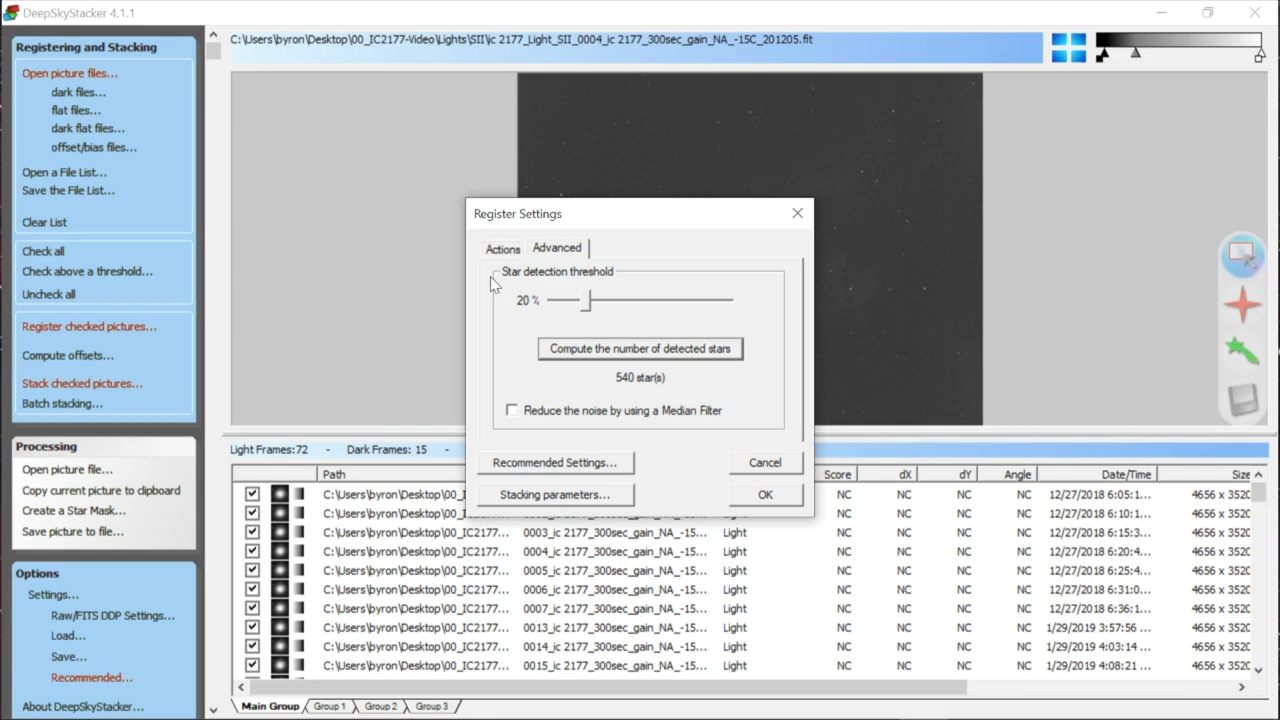 DeepSkyStacker 4.1.1
Registering and Stacking
Open picture files...
dark files...
flat files...
dark flat files...
offset/bias files...
Open a File List...
Save the File List...
Clear List
Check all
Check above a threshold...
Uncheck all
Register checked pictures...
Compute offsets...
Stack checked pictures...
Batch stacking...
Processing
Open picture file...
Copy current picture to clipboard
Create a Star Mask...
Save picture to file...
Options
Settings...
Raw/FITS DDP Settings...
Load...
Save...
Recommended...
About DeepSkyStacker...
C:\Users\byron\Desktop\00_IC2177-Video\Lights\SII\ic 2177_Light_SII_0004_ic 2177_300sec_gain_NA_-15C_201205.fit
Register Settings
Actions Advanced
Star detection threshold
20 %
Compute the number of detected stars
540 star(s)
Reduce the noise by using a Median Filter
Recommended Settings... Cancel
Stacking parameters... OK
Light Frames:72 - Dark Frames: 15 -
Path Score dX dY Angle Date/Time Size
C:\Users\byron\Desktop\00_I NC NC NC NC 12/27/2018 6:05:1... 4656 x 3520
C:\Users\byron\Desktop\00_I NC NC NC NC 12/27/2018 6:10:1... 4656 x 3520
C:\Users\byron\Desktop\00_IC2177... 0003_ic 2177_300sec_gain_NA_-15... Light NC NC NC NC 12/27/2018 6:15:3... 4656 x 3520
C:\Users\byron\Desktop\00_IC2177... 0004_ic 2177_300sec_gain_NA_-15... Light NC NC NC NC 12/27/2018 6:20:4... 4656 x 3520
C:\Users\byron\Desktop\00_IC2177... 0005_ic 2177_300sec_gain_NA_-15... Light NC NC NC NC 12/27/2018 6:25:4... 4656 x 3520
C:\Users\byron\Desktop\00_IC2177... 0006_ic 2177_300sec_gain_NA_-15... Light NC NC NC NC 12/27/2018 6:31:0... 4656 x 3520
C:\Users\byron\Desktop\00_IC2177... 0007_ic 2177_300sec_gain_NA_-15... Light NC NC NC NC 12/27/2018 6:36:1... 4656 x 3520
C:\Users\byron\Desktop\00_IC2177... 0013_ic 2177_300sec_gain_NA_-15... Light NC NC NC NC 1/29/2019 3:57:56 ... 4656 x 3520
C:\Users\byron\Desktop\00_IC2177... 0014_ic 2177_300sec_gain_NA_-15... Light NC NC NC NC 1/29/2019 4:03:14 ... 4656 x 3520
C:\Users\byron\Desktop\00_IC2177... 0015_ic 2177_300sec_gain_NA_-15... Light NC NC NC NC 1/29/2019 4:08:21 ... 4656 x 3520
Main Group Group 1 Group 2 Group 3